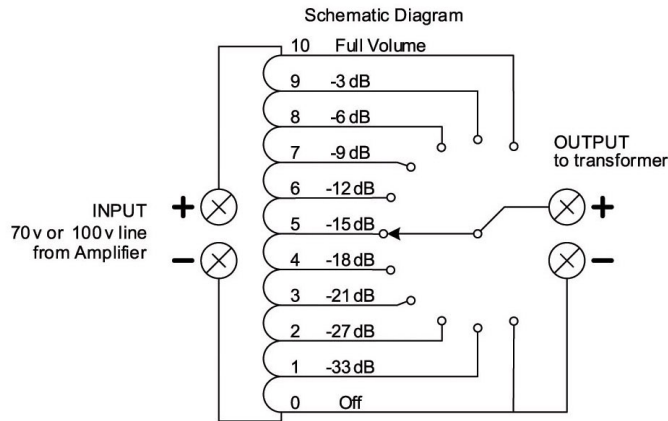 Schematic Diagram
10 Full Volume
9 -3 dB
8 -6 dB
7 -9 dB
6 -12 dB
5 -15 dB
4 -18 dB
3 -21 dB
2 -27 dB
1 -33 dB
0 Off
INPUT
70v or 100v line
from Amplifier
+
−
OUTPUT
to transformer
+
−